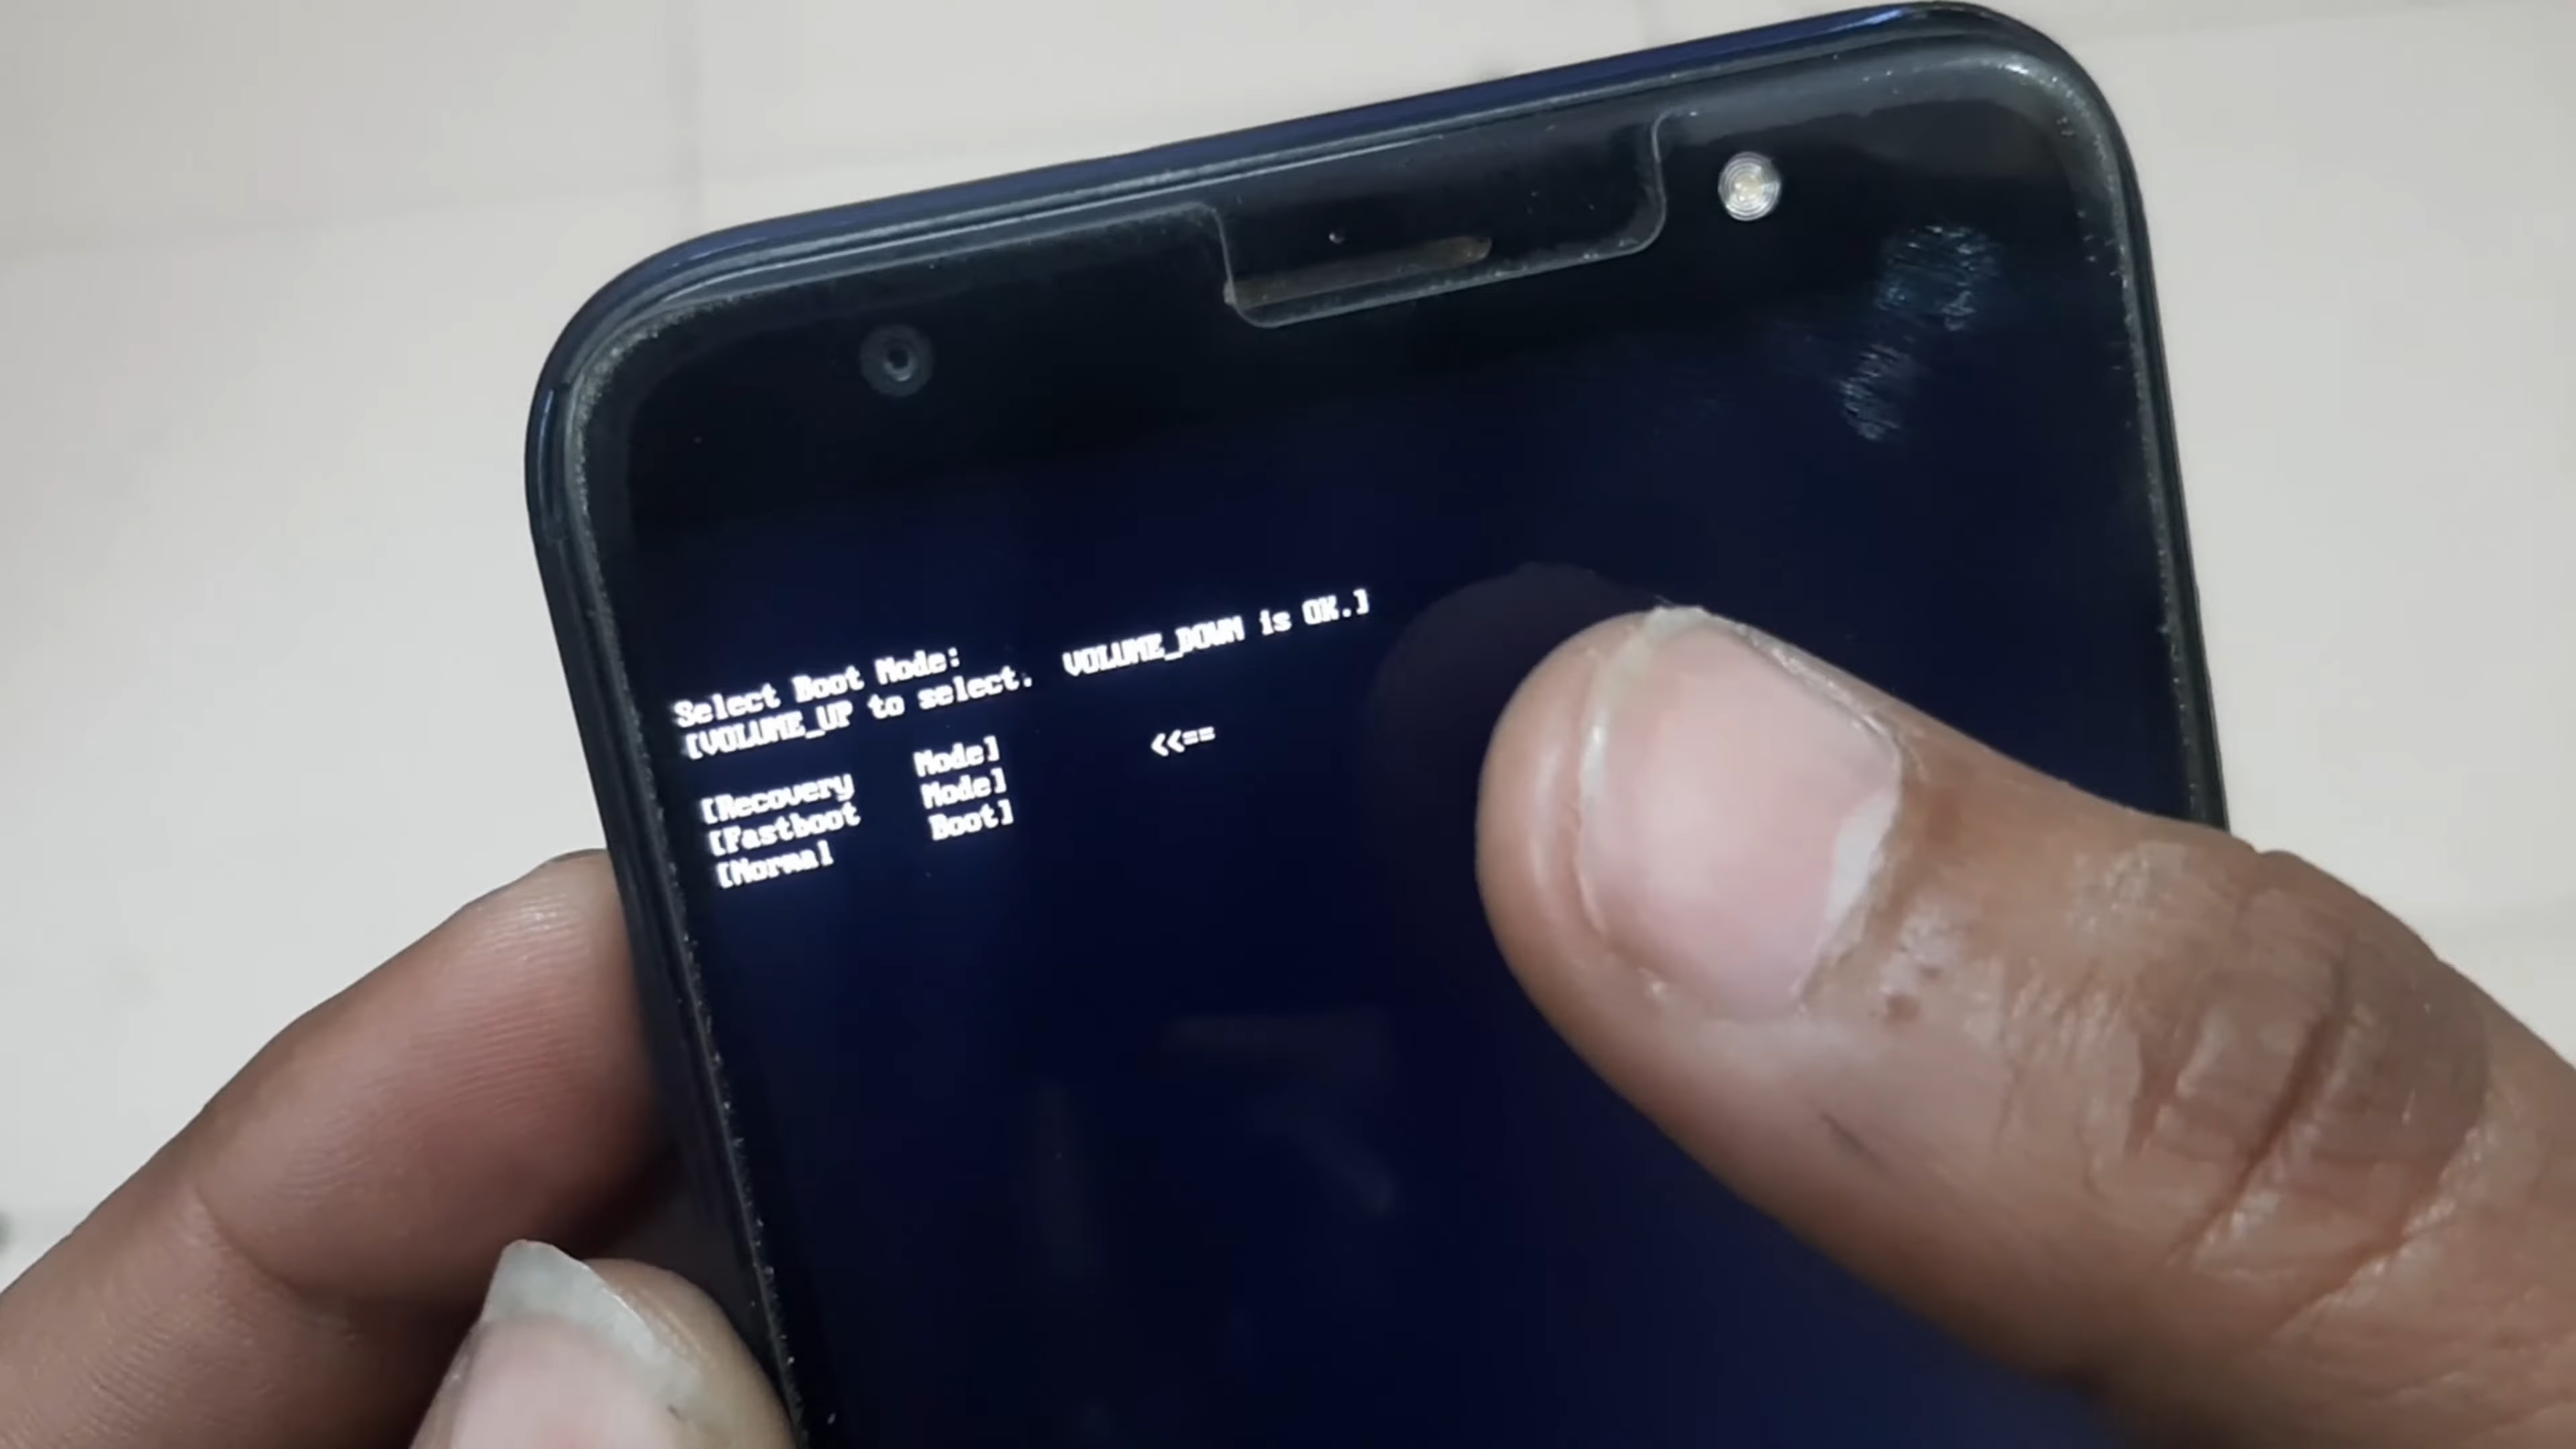 Select Boot Mode:
[VOLUME_UP to select.  VOLUME_DOWN is OK.]
[Recovery    Mode]    <<==
[Fastboot    Mode]
[Normal      Boot]